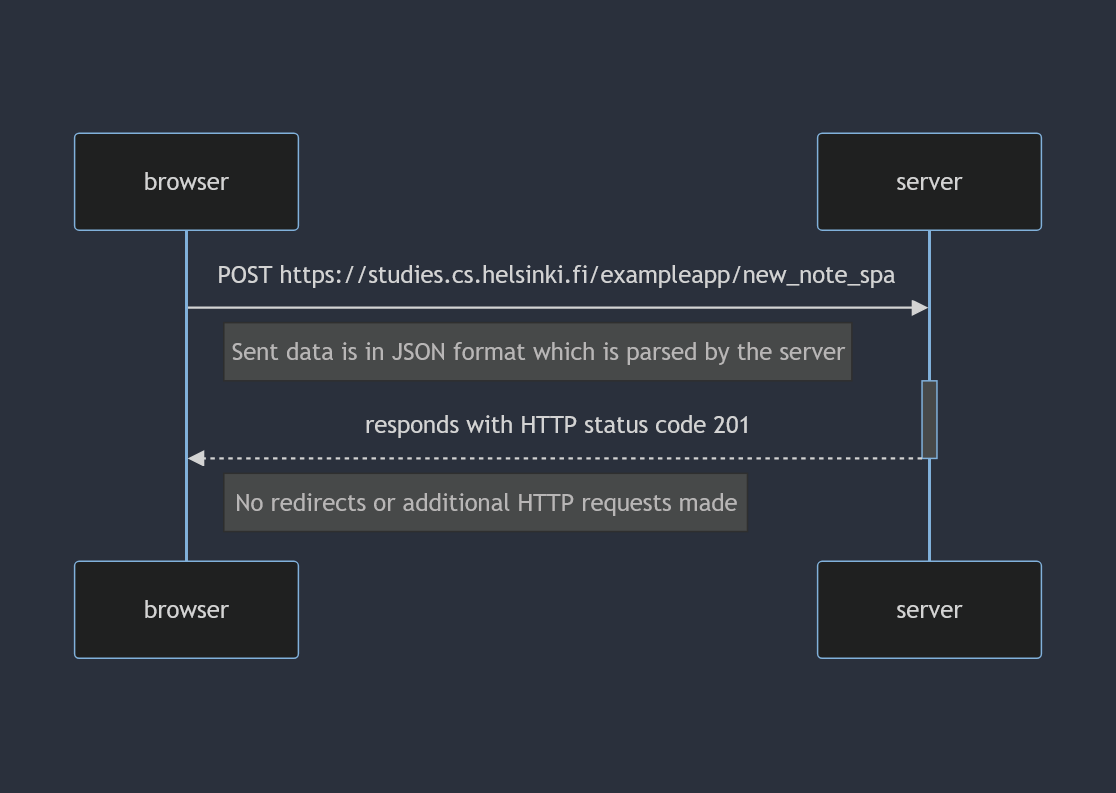 browser
server
POST https://studies.cs.helsinki.fi/exampleapp/new_note_spa
Sent data is in JSON format which is parsed by the server
responds with HTTP status code 201
No redirects or additional HTTP requests made
browser
server